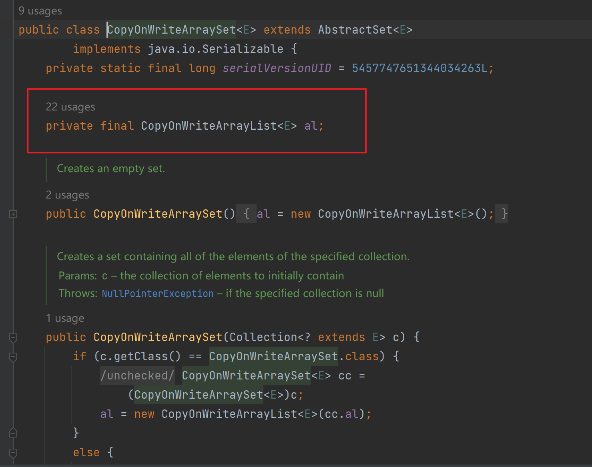 9 usages
public class CopyOnWriteArraySet<E> extends AbstractSet<E>
implements java.io.Serializable {
private static final long serialVersionUID = 5457747651344034263L;
22 usages
private final CopyOnWriteArrayList<E> al;
Creates an empty set.
2 usages
public CopyOnWriteArraySet() { al = new CopyOnWriteArrayList<E>(); }
Creates a set containing all of the elements of the specified collection.
Params: c – the collection of elements to initially contain
Throws: NullPointerException – if the specified collection is null
1 usage
public CopyOnWriteArraySet(Collection<? extends E> c) {
if (c.getClass() == CopyOnWriteArraySet.class) {
/unchecked/ CopyOnWriteArraySet<E> cc =
(CopyOnWriteArraySet<E>)c;
al = new CopyOnWriteArrayList<E>(cc.al);
}
else {